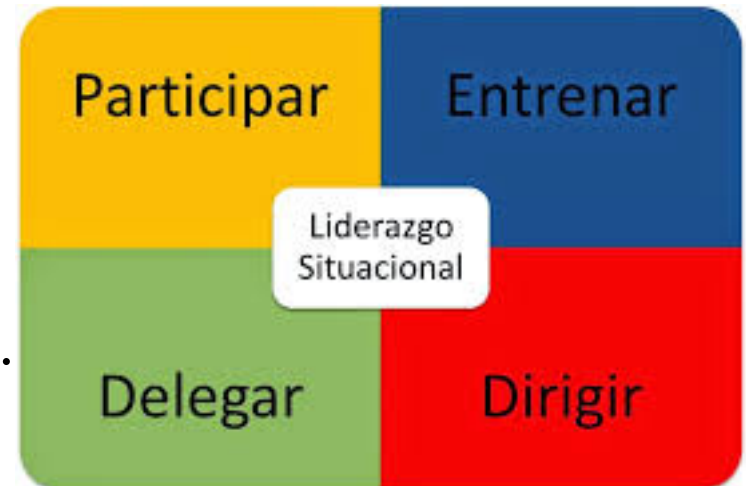 Participar
Entrenar
Liderazgo
Situacional
Delegar
Dirigir